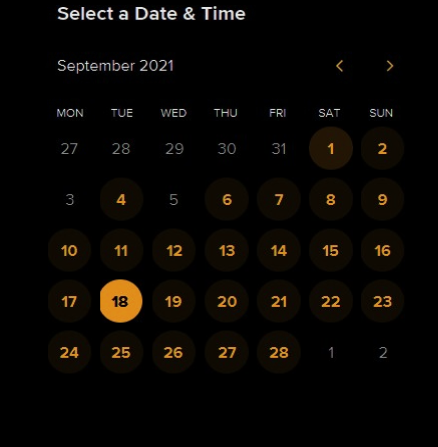 Select a Date & Time
September 2021
MON TUE WED THU FRI SAT SUN
27 28 29 30 31 1 2
3 4 5 6 7 8 9
10 11 12 13 14 15 16
17 18 19 20 21 22 23
24 25 26 27 28 1 2